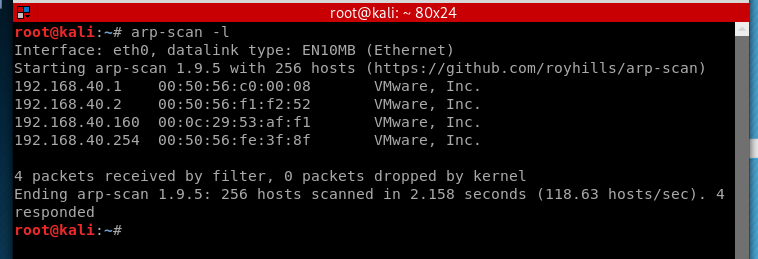 root@kali: ~ 80x24
root@kali:~# arp-scan -l
Interface: eth0, datalink type: EN10MB (Ethernet)
Starting arp-scan 1.9.5 with 256 hosts (https://github.com/royhills/arp-scan)
192.168.40.1    00:50:56:c0:00:08       VMware, Inc.
192.168.40.2    00:50:56:f1:f2:52       VMware, Inc.
192.168.40.160  00:0c:29:53:af:f1       VMware, Inc.
192.168.40.254  00:50:56:fe:3f:8f       VMware, Inc.
4 packets received by filter, 0 packets dropped by kernel
Ending arp-scan 1.9.5: 256 hosts scanned in 2.158 seconds (118.63 hosts/sec). 4
responded
root@kali:~#